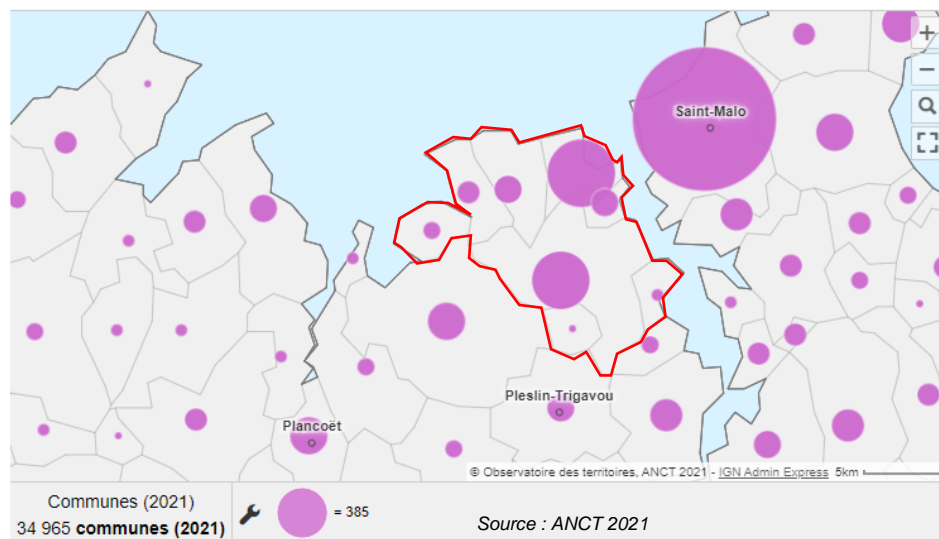 +
−
Saint-Malo
Pleslin-Trigavou
Plancoët
© Observatoire des territoires, ANCT 2021 - IGN Admin Express 5km
Communes (2021)
34 965 communes (2021)
= 385
Source : ANCT 2021